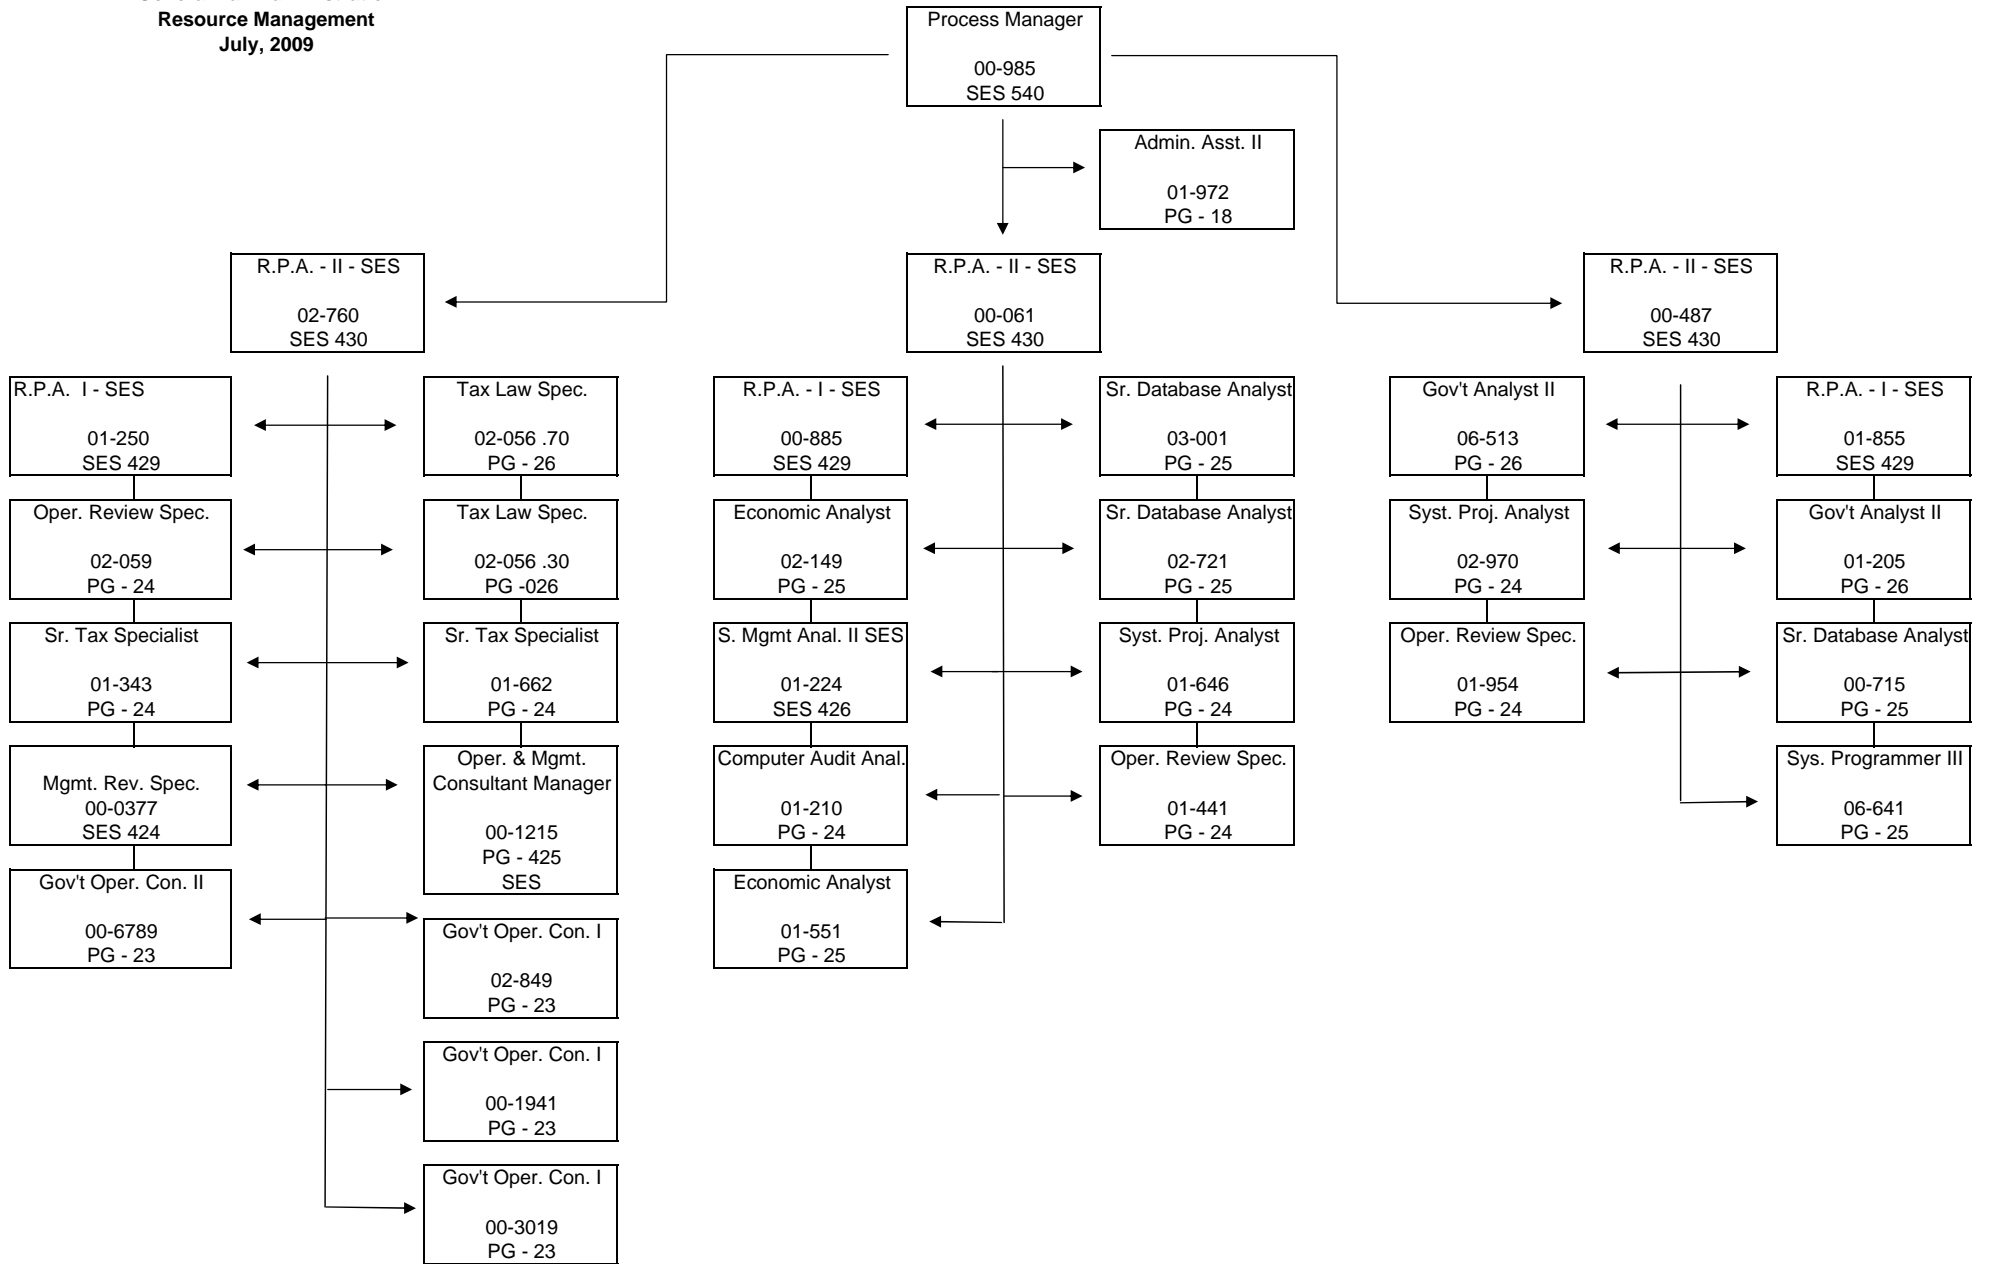 Resource Management
July, 2009
Process Manager
00-985
SES 540
Admin. Asst. II
01-972
PG - 18
R.P.A. - II - SES
02-760
SES 430
R.P.A. - II - SES
00-061
SES 430
R.P.A. - II - SES
00-487
SES 430
R.P.A. I - SES
01-250
SES 429
Tax Law Spec.
02-056 .70
PG - 26
Oper. Review Spec.
02-059
PG - 24
Tax Law Spec.
02-056 .30
PG -026
Sr. Tax Specialist
01-343
PG - 24
Sr. Tax Specialist
01-662
PG - 24
Mgmt. Rev. Spec.
00-0377
SES 424
Oper. & Mgmt.
Consultant Manager
00-1215
PG - 425
SES
Gov't Oper. Con. II
00-6789
PG - 23
Gov't Oper. Con. I
02-849
PG - 23
Gov't Oper. Con. I
00-1941
PG - 23
Gov't Oper. Con. I
00-3019
PG - 23
R.P.A. - I - SES
00-885
SES 429
Sr. Database Analyst
03-001
PG - 25
Economic Analyst
02-149
PG - 25
Sr. Database Analyst
02-721
PG - 25
S. Mgmt Anal. II SES
01-224
SES 426
Syst. Proj. Analyst
01-646
PG - 24
Computer Audit Anal.
01-210
PG - 24
Oper. Review Spec.
01-441
PG - 24
Economic Analyst
01-551
PG - 25
Gov't Analyst II
06-513
PG - 26
R.P.A. - I - SES
01-855
SES 429
Syst. Proj. Analyst
02-970
PG - 24
Gov't Analyst II
01-205
PG - 26
Oper. Review Spec.
01-954
PG - 24
Sr. Database Analyst
00-715
PG - 25
Sys. Programmer III
06-641
PG - 25